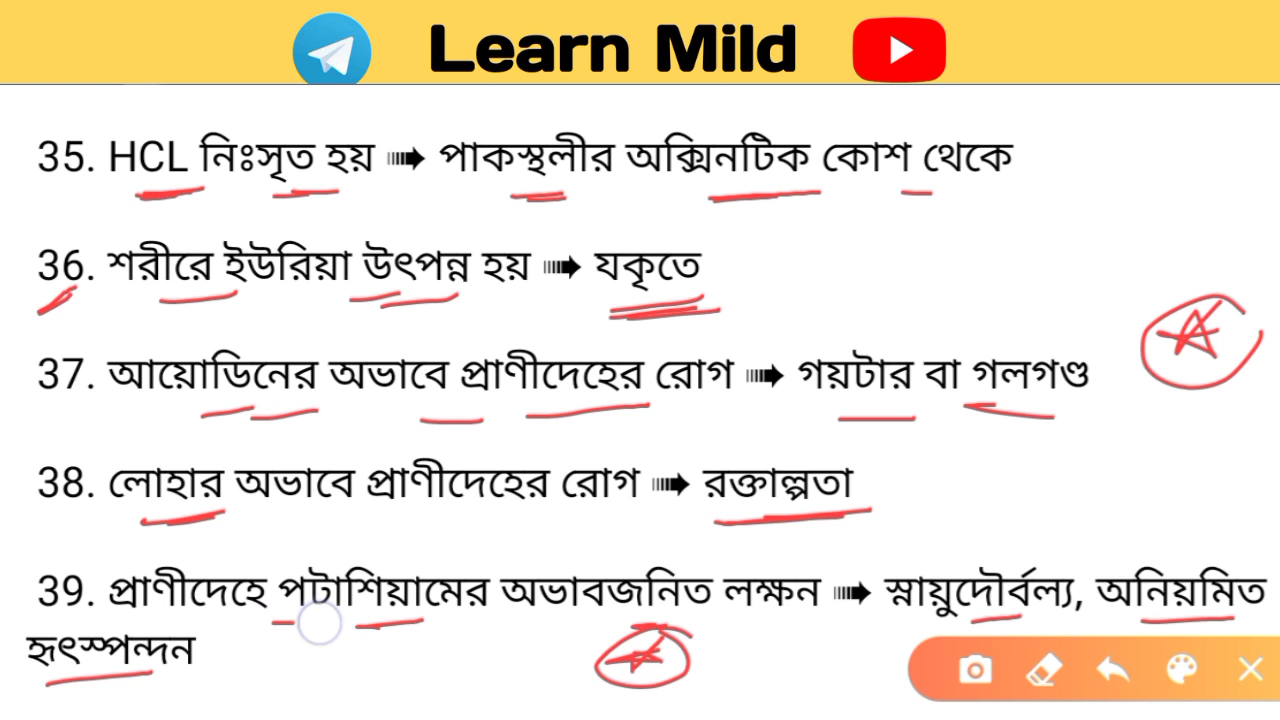 Learn Mild
35. HCL নিঃসৃত হয় ➠ পাকস্থলীর অক্সিনটিক কোশ থেকে
36. শরীরে ইউরিয়া উৎপন্ন হয় ➠ যকৃতে
37. আয়োডিনের অভাবে প্রাণীদেহের রোগ ➠ গয়টার বা গলগণ্ড
38. লোহার অভাবে প্রাণীদেহের রোগ ➠ রক্তাল্পতা
39. প্রাণীদেহে পটাশিয়ামের অভাবজনিত লক্ষন ➠ স্নায়ুদৌর্বল্য, অনিয়মিত
হৃৎস্পন্দন